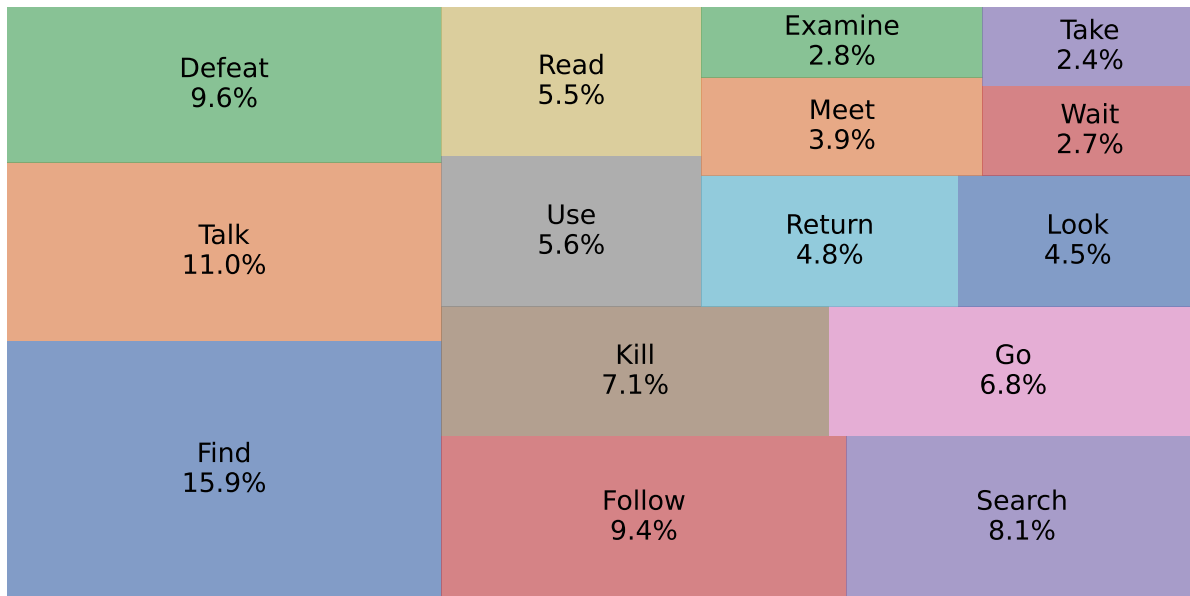 Defeat
9.6%
Read
5.5%
Examine
2.8%
Take
2.4%
Meet
3.9%
Wait
2.7%
Talk
11.0%
Use
5.6%
Return
4.8%
Look
4.5%
Kill
7.1%
Go
6.8%
Find
15.9%
Follow
9.4%
Search
8.1%